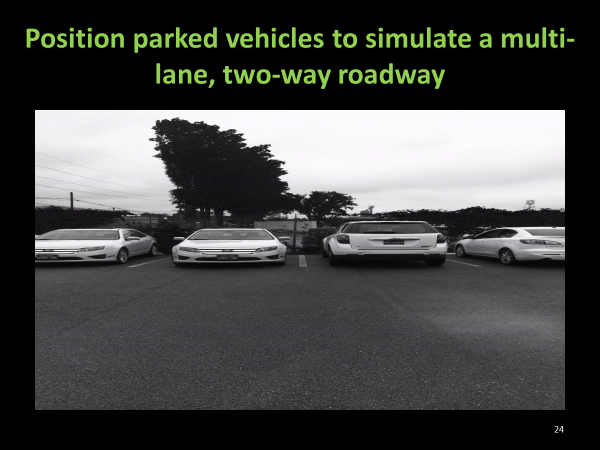 Position parked vehicles to simulate a multi-
lane, two-way roadway
24